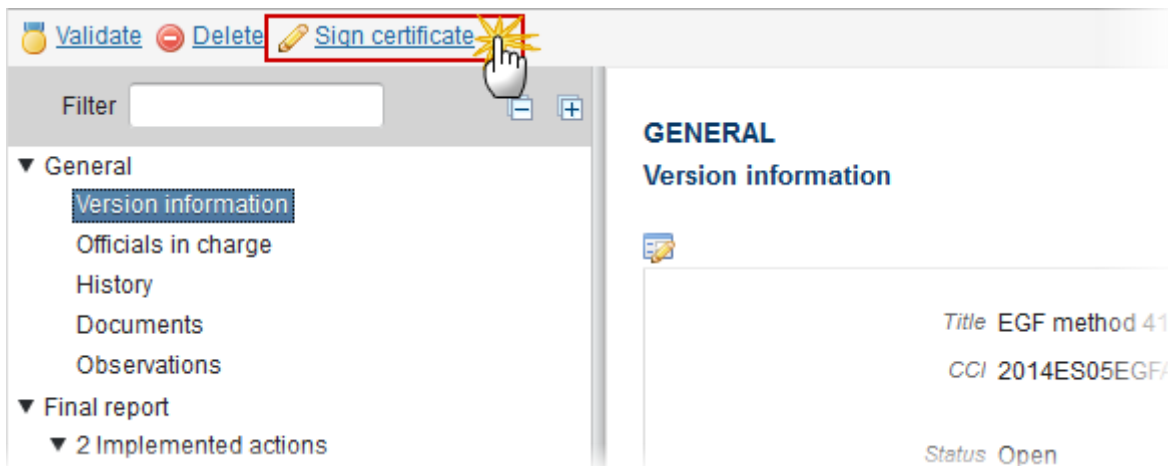 Validate Delete Sign certificate
Filter
General
Version information
Officials in charge
History
Documents
Observations
Final report
2 Implemented actions
GENERAL
Version information
Title EGF method 41
CCI 2014ES05EGF
Status Open